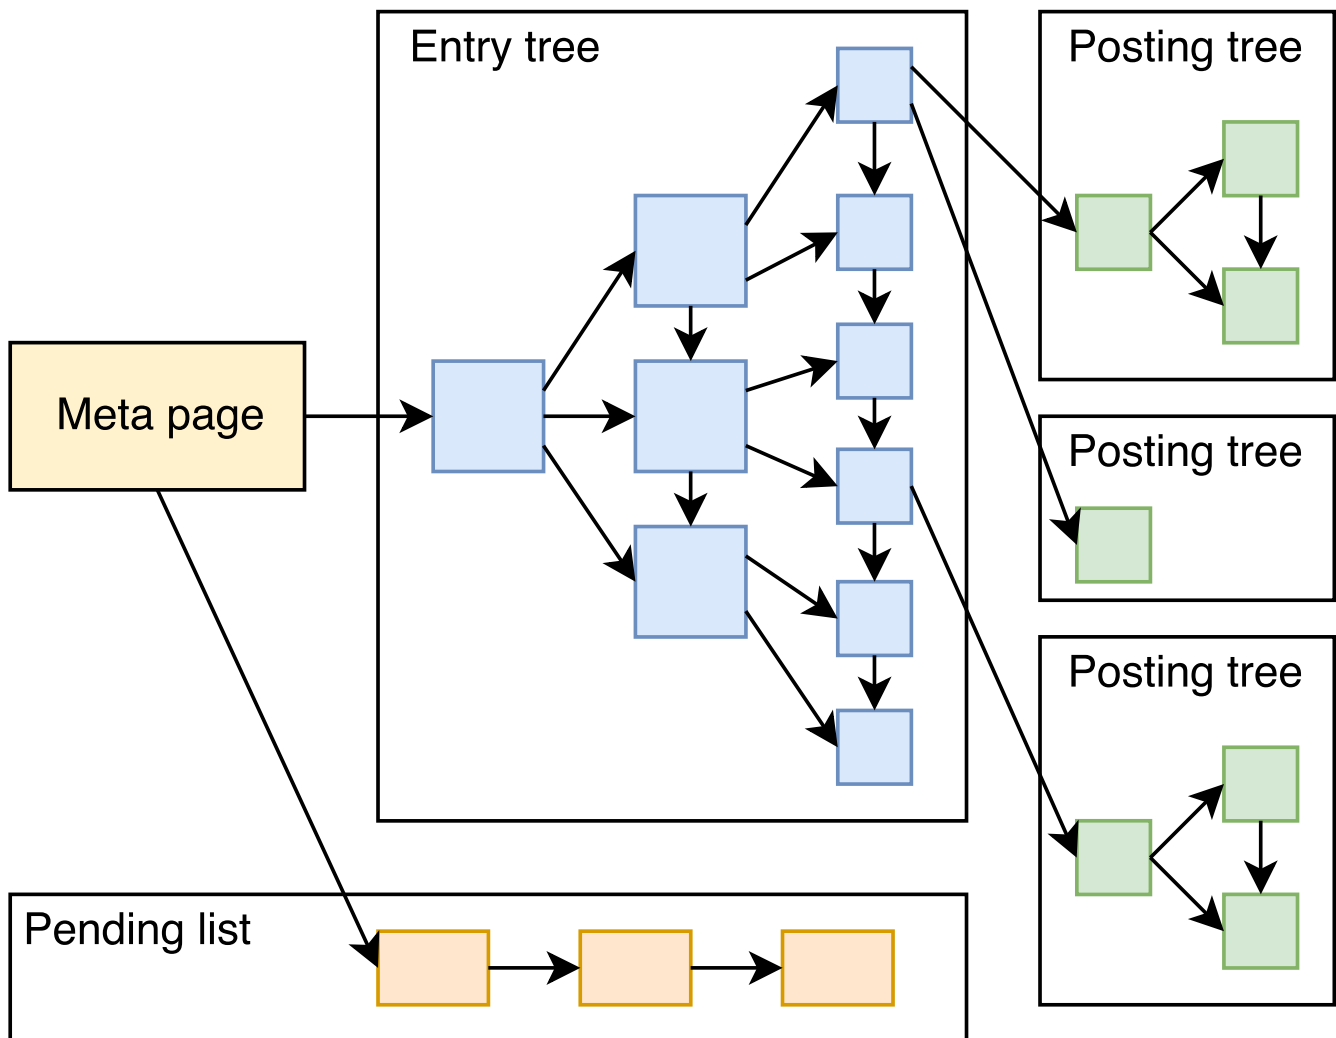 Entry tree
Posting tree
Meta page
Posting tree
Posting tree
Pending list